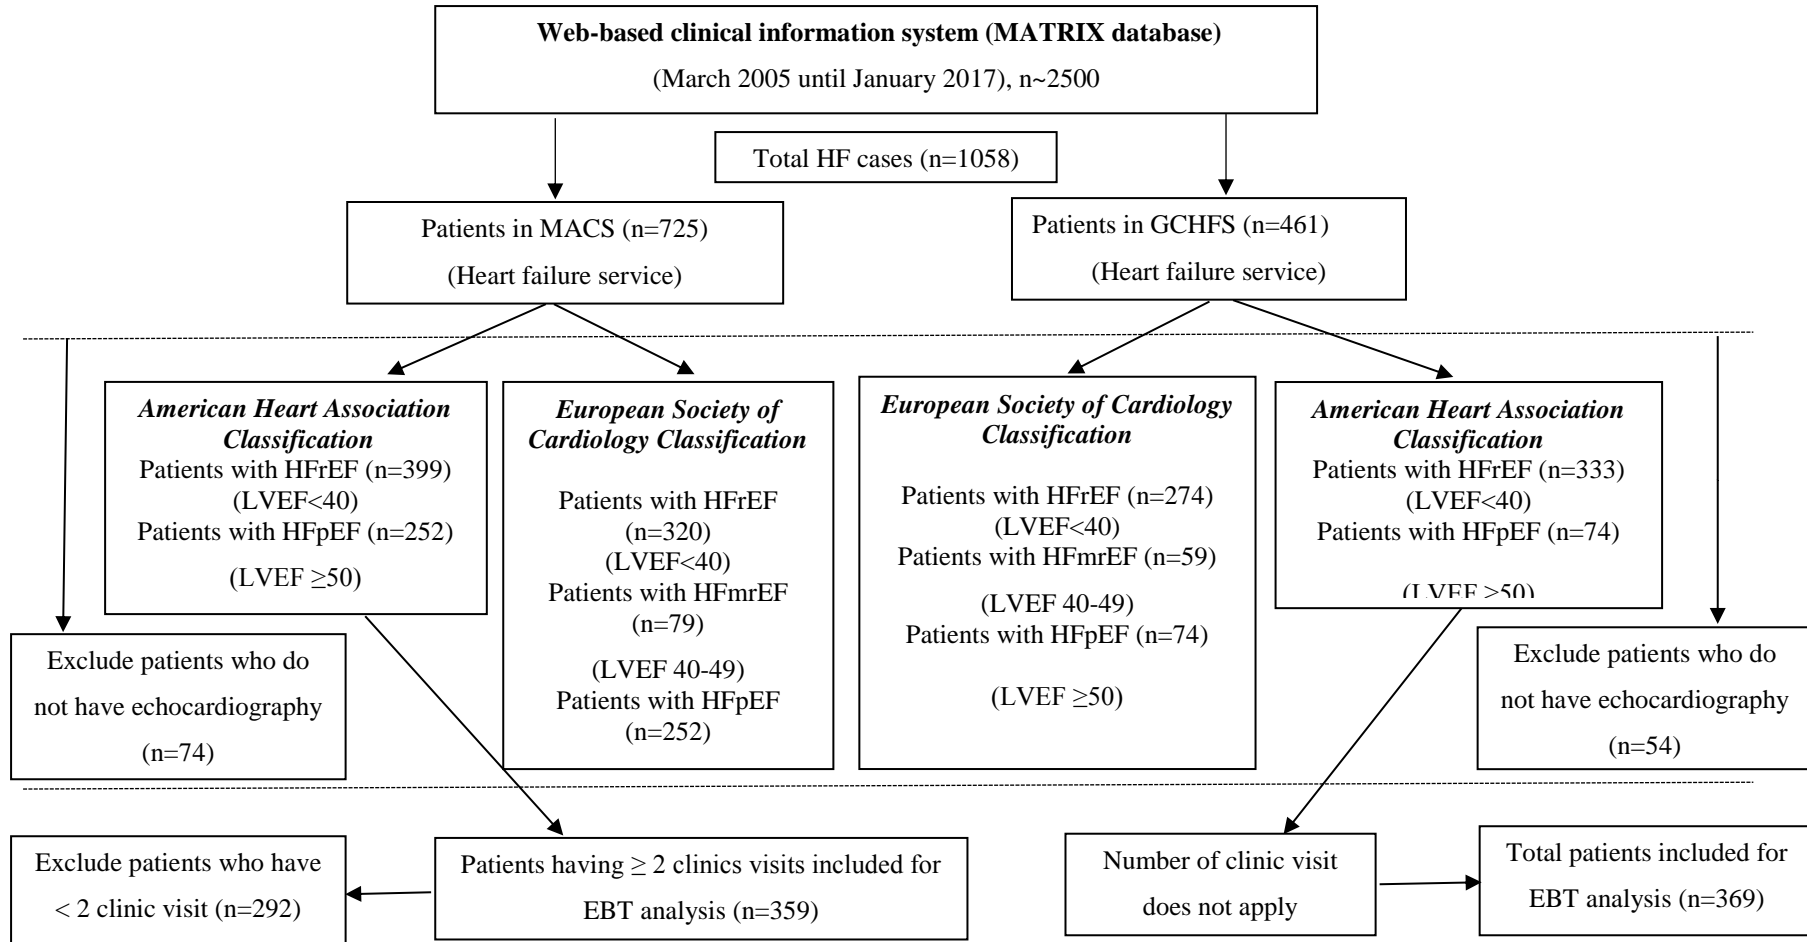 Web-based clinical information system (MATRIX database)
(March 2005 until January 2017), n~2500
Total HF cases (n=1058)
Patients in MACS (n=725)
(Heart failure service)
Patients in GCHFS (n=461)
(Heart failure service)
American Heart Association
Classification
Patients with HFrEF (n=399)
(LVEF<40)
Patients with HFpEF (n=252)
(LVEF ≥50)
European Society of
Cardiology Classification
Patients with HFrEF
(n=320)
(LVEF<40)
Patients with HFmrEF
(n=79)
(LVEF 40-49)
Patients with HFpEF
(n=252)
European Society of Cardiology
Classification
Patients with HFrEF (n=274)
(LVEF<40)
Patients with HFmrEF (n=59)
(LVEF 40-49)
Patients with HFpEF (n=74)
(LVEF ≥50)
American Heart Association
Classification
Patients with HFrEF (n=333)
(LVEF<40)
Patients with HFpEF (n=74)
(LVEF ≥50)
Exclude patients who do
not have echocardiography
(n=74)
Exclude patients who do
not have echocardiography
(n=54)
Exclude patients who have
< 2 clinic visit (n=292)
Patients having ≥ 2 clinics visits included for
EBT analysis (n=359)
Number of clinic visit
does not apply
Total patients included for
EBT analysis (n=369)